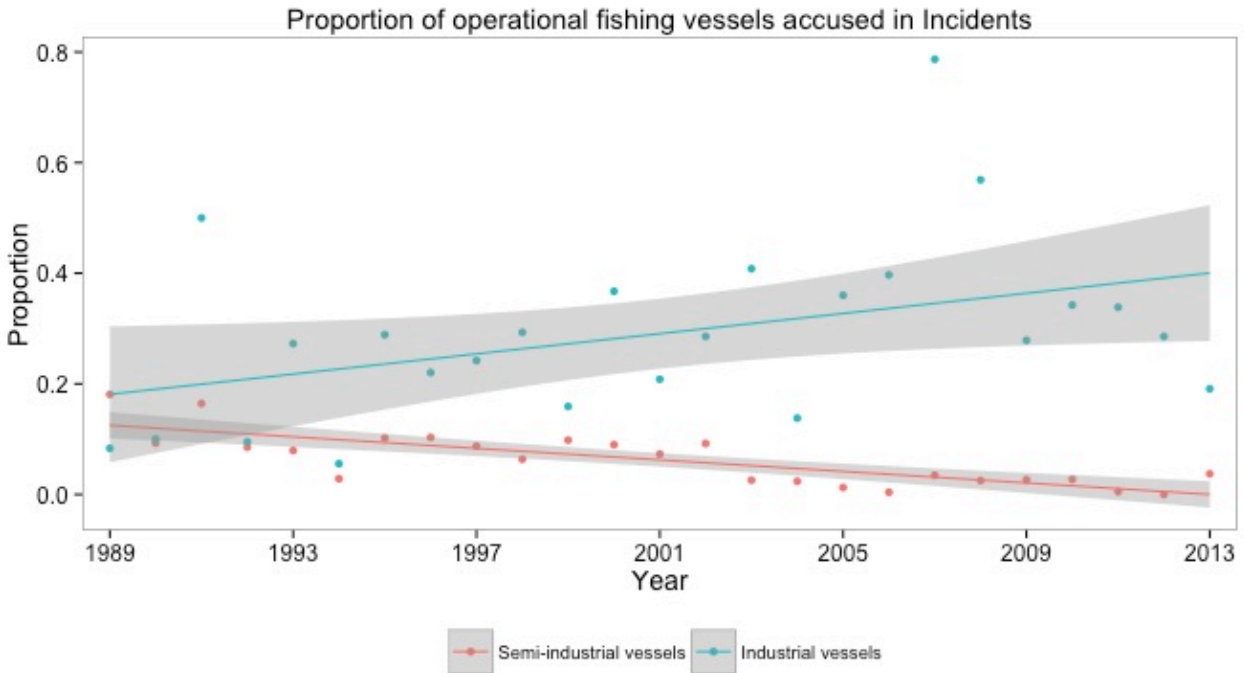 Proportion of operational fishing vessels accused in Incidents
0.8
0.6
0.4
0.2
0.0
Proportion
1989 1993 1997 2001 2005 2009 2013
Year
Semi-industrial vessels Industrial vessels